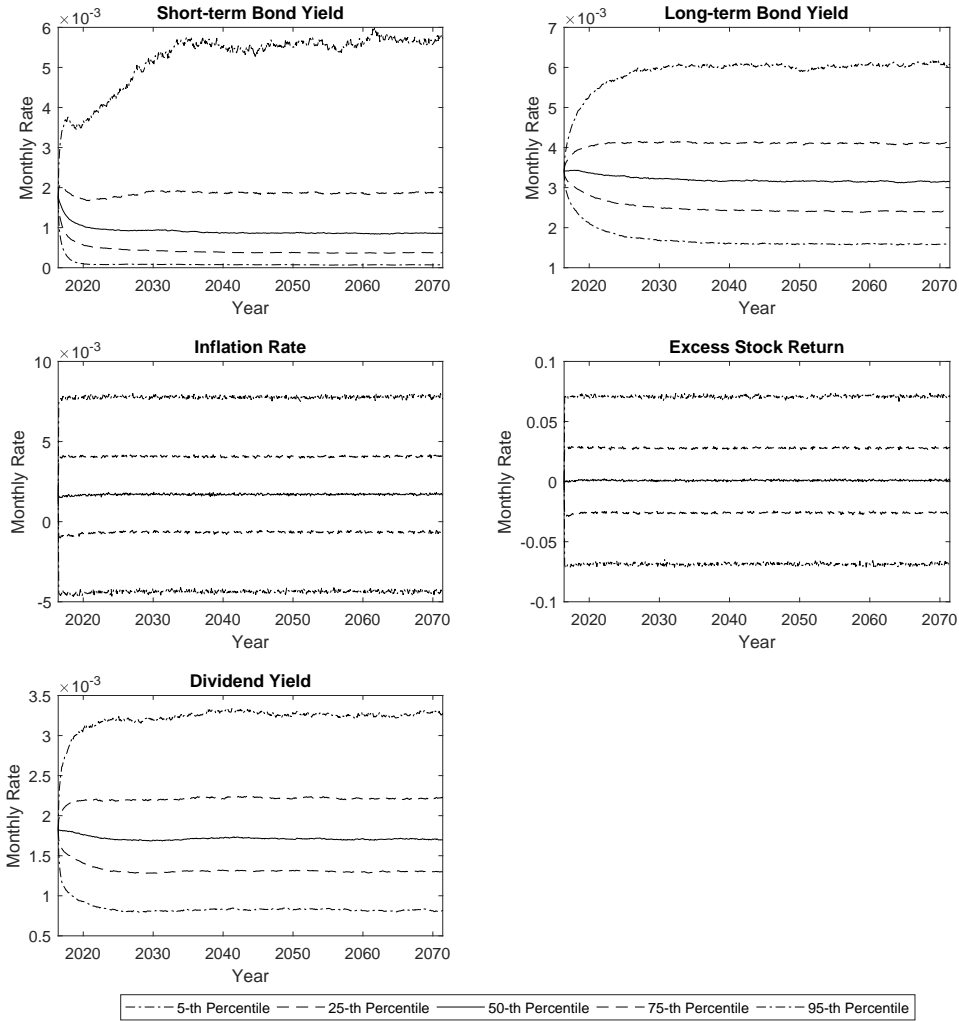 Short-term Bond Yield
×10⁻³
6
5
4
3
2
1
0
Monthly Rate
2020 2030 2040 2050 2060 2070
Year
Long-term Bond Yield
×10⁻³
7
6
5
4
3
2
1
Monthly Rate
2020 2030 2040 2050 2060 2070
Year
Inflation Rate
×10⁻³
10
5
0
-5
Monthly Rate
2020 2030 2040 2050 2060 2070
Year
Excess Stock Return
0.1
0.05
0
-0.05
-0.1
Monthly Rate
2020 2030 2040 2050 2060 2070
Year
Dividend Yield
×10⁻³
3.5
3
2.5
2
1.5
1
0.5
Monthly Rate
2020 2030 2040 2050 2060 2070
Year
5-th Percentile 25-th Percentile 50-th Percentile 75-th Percentile 95-th Percentile